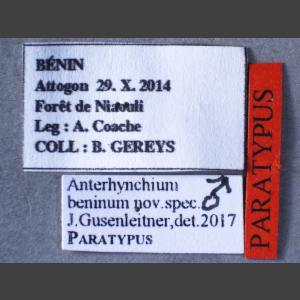 BÉNIN
Attogon 29. X. 2014
Forêt de Niaouli
Leg : A. Coache
COLL : B. GEREYS
Anterhynchium ♂
beninum nov.spec.
J.Gusenleitner,det.2017
PARATYPUS
PARATYPUS